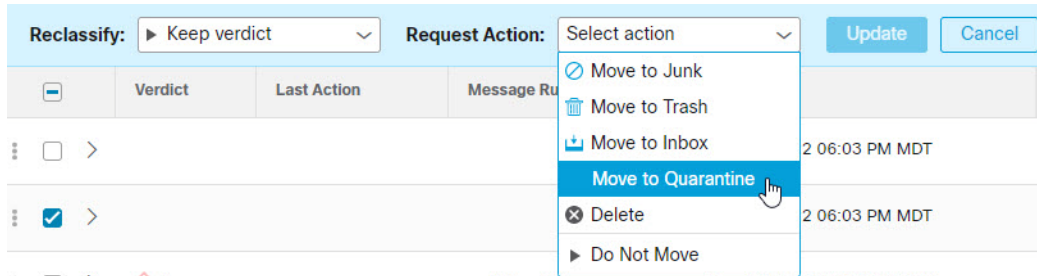 Reclassify: Keep verdict Request Action: Select action Update Cancel
Verdict Last Action Message Ru
Move to Junk
Move to Trash
Move to Inbox
2 06:03 PM MDT
Move to Quarantine
Delete
2 06:03 PM MDT
Do Not Move